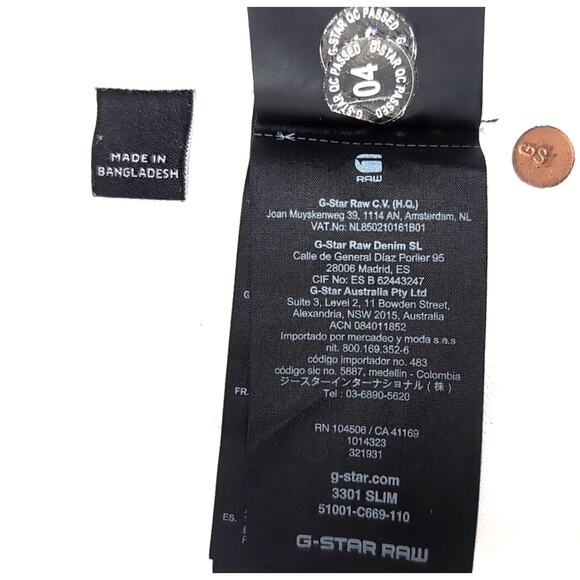 G-STAR QC PASSED
G-STAR QC PASSED
04
MADE IN
BANGLADESH
GS
RAW
G-Star Raw C.V. (H.Q.)
Joan Muyskenweg 39, 1114 AN, Amsterdam, NL
VAT.No: NL850210161B01
G-Star Raw Denim SL
Calle de General Díaz Porlier 95
28006 Madrid, ES
CIF No: ES B 62443247
G-Star Australia Pty Ltd
Suite 3, Level 2, 11 Bowden Street,
Alexandria, NSW 2015, Australia
ACN 084011852
Importado por mercadeo y moda s.a.s
nit. 800.169.352-6
código importador no. 483
código sic no. 5887, medellin - Colombia
ジースターインターナショナル(株)
Tel : 03-6890-5620
FR.
RN 104506 / CA 41169
1014323
321931
g-star.com
3301 SLIM
51001-C669-110
ES.
G-STAR RAW